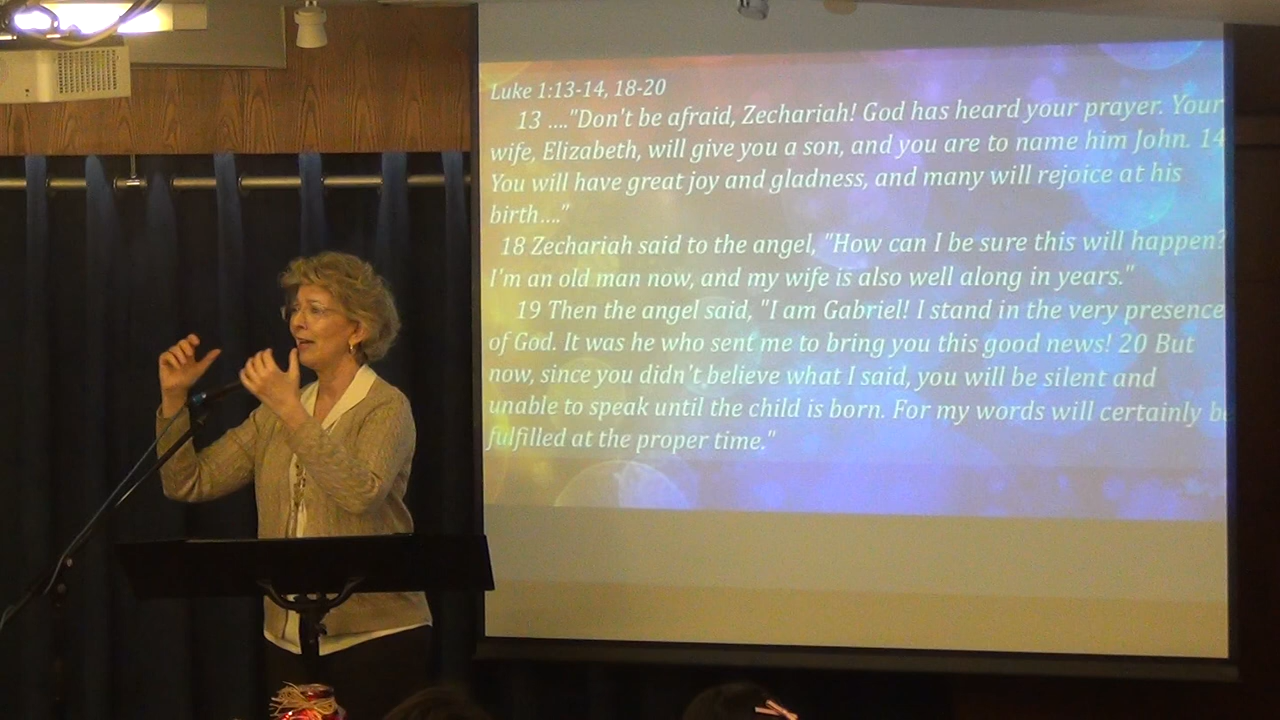 Luke 1:13-14, 18-20
13 ...."Don't be afraid, Zechariah! God has heard your prayer. Your
wife, Elizabeth, will give you a son, and you are to name him John. 14
You will have great joy and gladness, and many will rejoice at his
birth...."
18 Zechariah said to the angel, "How can I be sure this will happen?
I'm an old man now, and my wife is also well along in years."
19 Then the angel said, "I am Gabriel! I stand in the very presence
of God. It was he who sent me to bring you this good news! 20 But
now, since you didn't believe what I said, you will be silent and
unable to speak until the child is born. For my words will certainly be
fulfilled at the proper time."